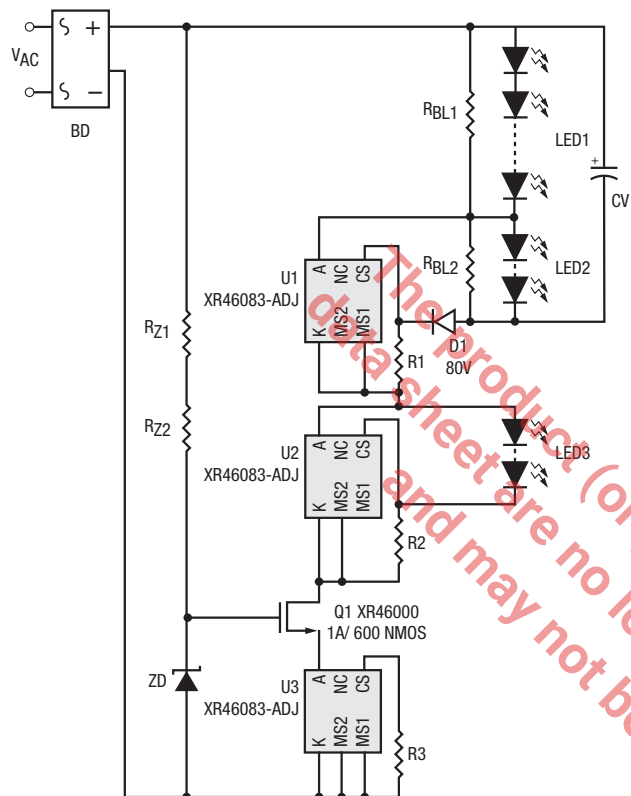 VAC
BD
RBL1
LED1
+
CV
U1
XR46083-ADJ
A NC CS
K MS2 MS1
RBL2
LED2
D1
80V
R1
RZ1
RZ2
U2
XR46083-ADJ
A NC CS
K MS2 MS1
LED3
R2
Q1 XR46000
1A/ 600 NMOS
ZD
U3
XR46083-ADJ
A NC CS
K MS2 MS1
R3
The product (or
data sheet are no
and may not be